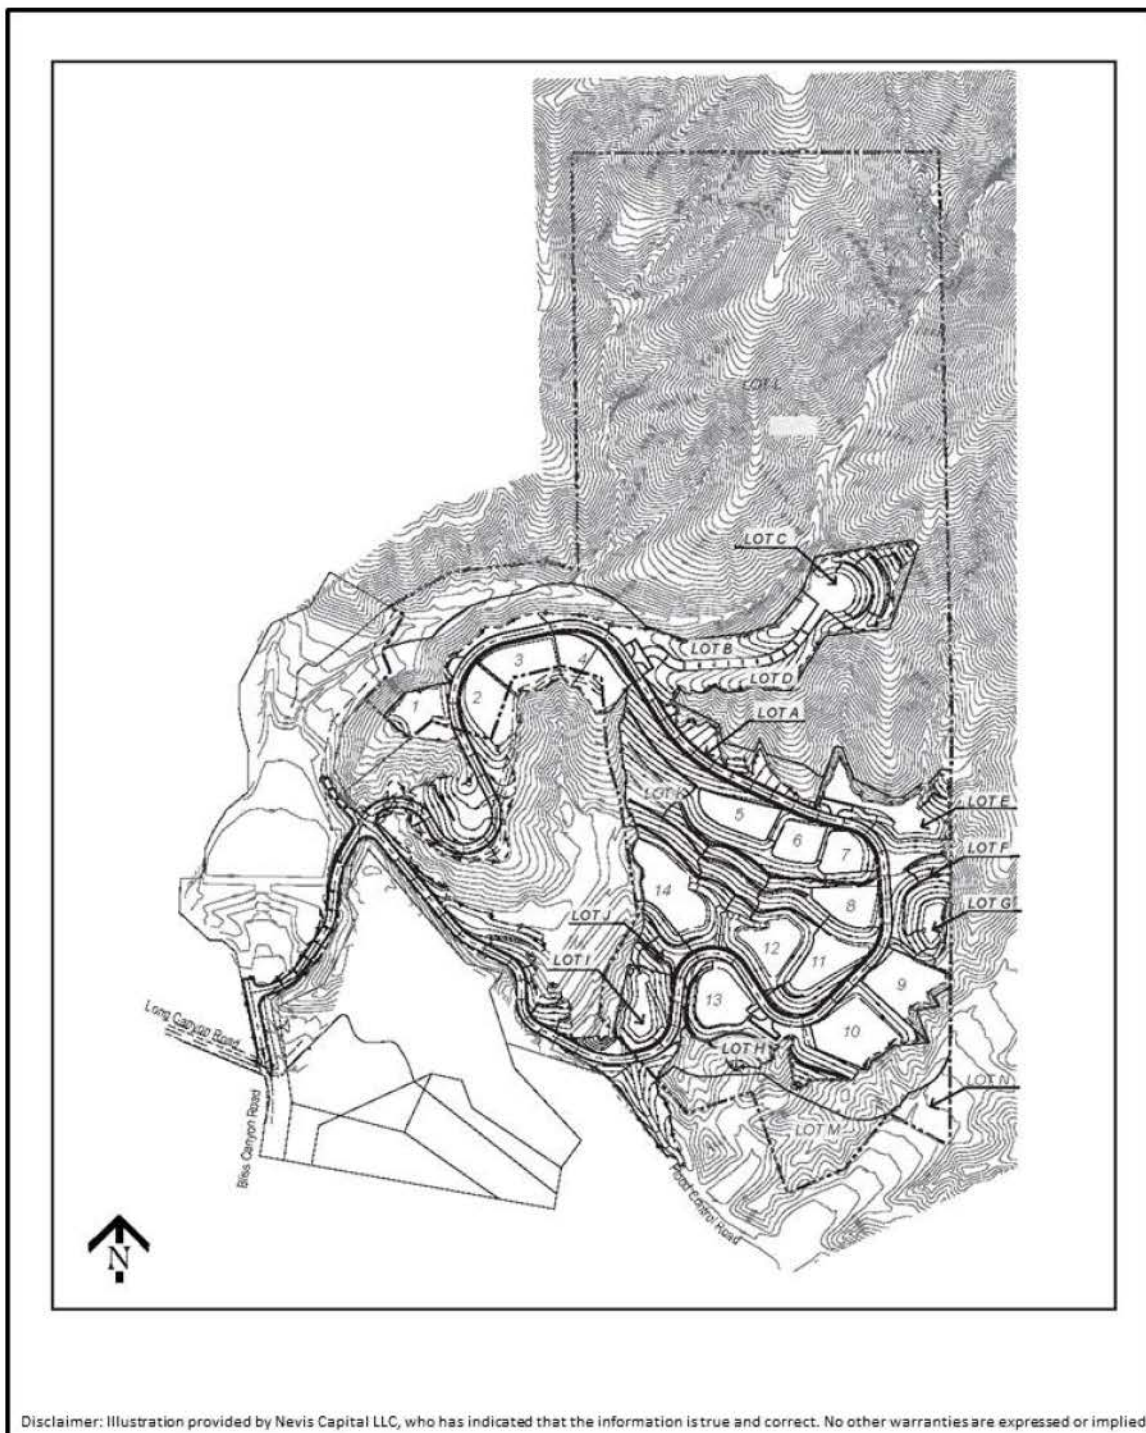 LOT L
LOT C
LOT B
LOT D
3
4
2
1
LOT A
LOT K
LOT E
5
6
7
LOT F
14
8
LOT G
LOT J
12
11
LOT I
9
13
10
LOT H
LOT N
LOT M
Long Canyon Road
Bliss Canyon Road
Flood Control Road
N
Disclaimer: Illustration provided by Nevis Capital LLC, who has indicated that the information is true and correct. No other warranties are expressed or implied